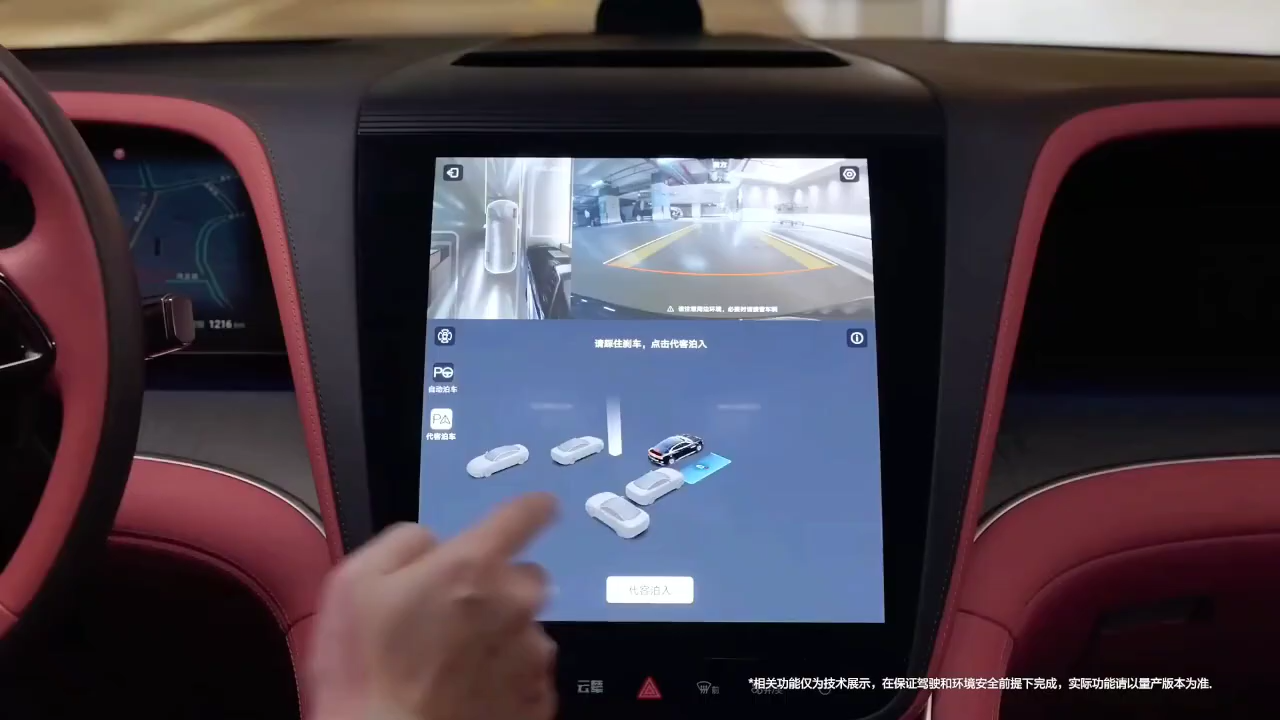 1216 km
请踩住刹车，点击代客泊入
P
自动泊车
PA
代客泊车
代客泊入
云辇
前
*相关功能仅为技术展示，在保证驾驶和环境安全前提下完成，实际功能请以量产版本为准.